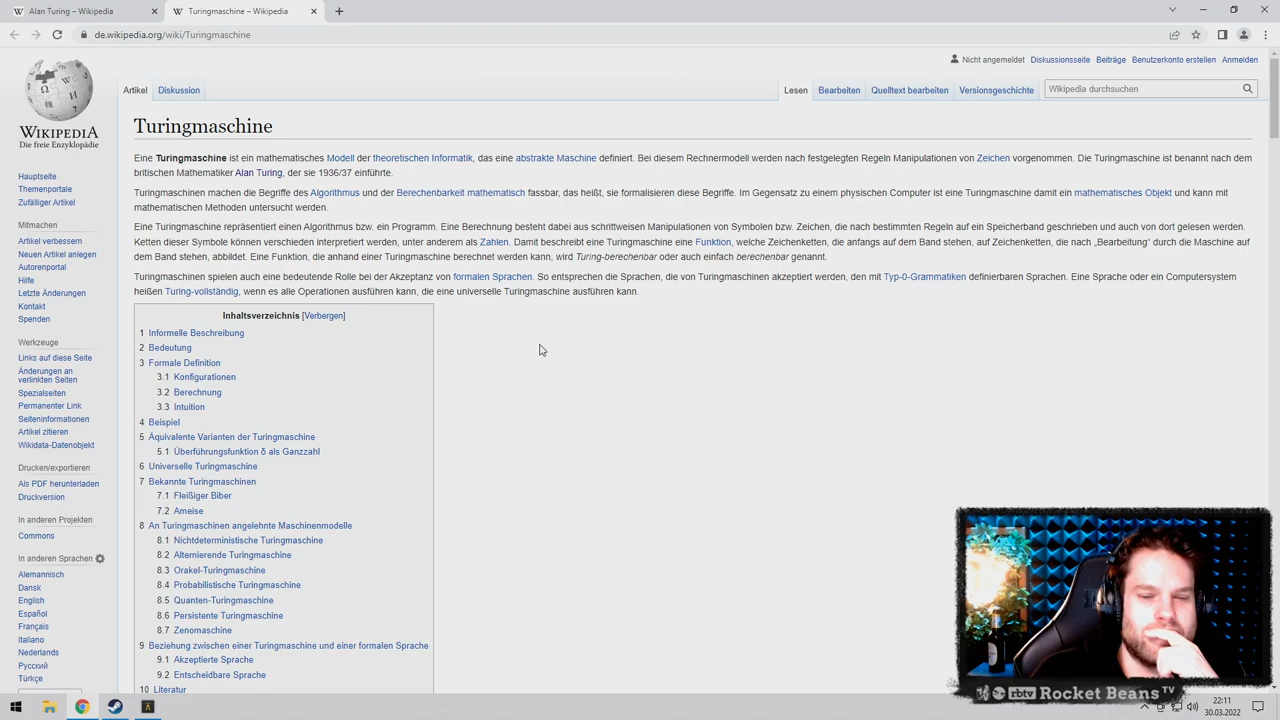 Alan Turing – Wikipedia
Turingmaschine – Wikipedia
de.wikipedia.org/wiki/Turingmaschine
Nicht angemeldet Diskussionsseite Beiträge Benutzerkonto erstellen Anmelden
Artikel Diskussion
Lesen Bearbeiten Quelltext bearbeiten Versionsgeschichte
Wikipedia durchsuchen
WIKIPEDIA
Die freie Enzyklopädie
Hauptseite
Themenportale
Zufälliger Artikel
Mitmachen
Artikel verbessern
Neuen Artikel anlegen
Autorenportal
Hilfe
Letzte Änderungen
Kontakt
Spenden
Werkzeuge
Links auf diese Seite
Änderungen an
verlinkten Seiten
Spezialseiten
Permanenter Link
Seiteninformationen
Artikel zitieren
Wikidata-Datenobjekt
Drucken/exportieren
Als PDF herunterladen
Druckversion
In anderen Projekten
Commons
In anderen Sprachen
Alemannisch
Dansk
English
Español
Français
Italiano
Nederlands
Русский
Türkçe
Turingmaschine
Eine Turingmaschine ist ein mathematisches Modell der theoretischen Informatik, das eine abstrakte Maschine definiert. Bei diesem Rechnermodell werden nach festgelegten Regeln Manipulationen von Zeichen vorgenommen. Die Turingmaschine ist benannt nach dem
britischen Mathematiker Alan Turing, der sie 1936/37 einführte.
Turingmaschinen machen die Begriffe des Algorithmus und der Berechenbarkeit mathematisch fassbar, das heißt, sie formalisieren diese Begriffe. Im Gegensatz zu einem physischen Computer ist eine Turingmaschine damit ein mathematisches Objekt und kann mit
mathematischen Methoden untersucht werden.
Eine Turingmaschine repräsentiert einen Algorithmus bzw. ein Programm. Eine Berechnung besteht dabei aus schrittweisen Manipulationen von Symbolen bzw. Zeichen, die nach bestimmten Regeln auf ein Speicherband geschrieben und auch von dort gelesen werden.
Ketten dieser Symbole können verschieden interpretiert werden, unter anderem als Zahlen. Damit beschreibt eine Turingmaschine eine Funktion, welche Zeichenketten, die anfangs auf dem Band stehen, auf Zeichenketten, die nach „Bearbeitung“ durch die Maschine auf
dem Band stehen, abbildet. Eine Funktion, die anhand einer Turingmaschine berechnet werden kann, wird Turing-berechenbar oder auch einfach berechenbar genannt.
Turingmaschinen spielen auch eine bedeutende Rolle bei der Akzeptanz von formalen Sprachen. So entsprechen die Sprachen, die von Turingmaschinen akzeptiert werden, den mit Typ-0-Grammatiken definierbaren Sprachen. Eine Sprache oder ein Computersystem
heißen Turing-vollständig, wenn es alle Operationen ausführen kann, die eine universelle Turingmaschine ausführen kann.
Inhaltsverzeichnis [Verbergen]
1 Informelle Beschreibung
2 Bedeutung
3 Formale Definition
3.1 Konfigurationen
3.2 Berechnung
3.3 Intuition
4 Beispiel
5 Äquivalente Varianten der Turingmaschine
5.1 Überführungsfunktion δ als Ganzzahl
6 Universelle Turingmaschine
7 Bekannte Turingmaschinen
7.1 Fleißiger Biber
7.2 Ameise
8 An Turingmaschinen angelehnte Maschinenmodelle
8.1 Nichtdeterministische Turingmaschine
8.2 Alternierende Turingmaschine
8.3 Orakel-Turingmaschine
8.4 Probabilistische Turingmaschine
8.5 Quanten-Turingmaschine
8.6 Persistente Turingmaschine
8.7 Zenomaschine
9 Beziehung zwischen einer Turingmaschine und einer formalen Sprache
9.1 Akzeptierte Sprache
9.2 Entscheidbare Sprache
10 Literatur
rbtv Rocket Beans TV
22:11
30.03.2022